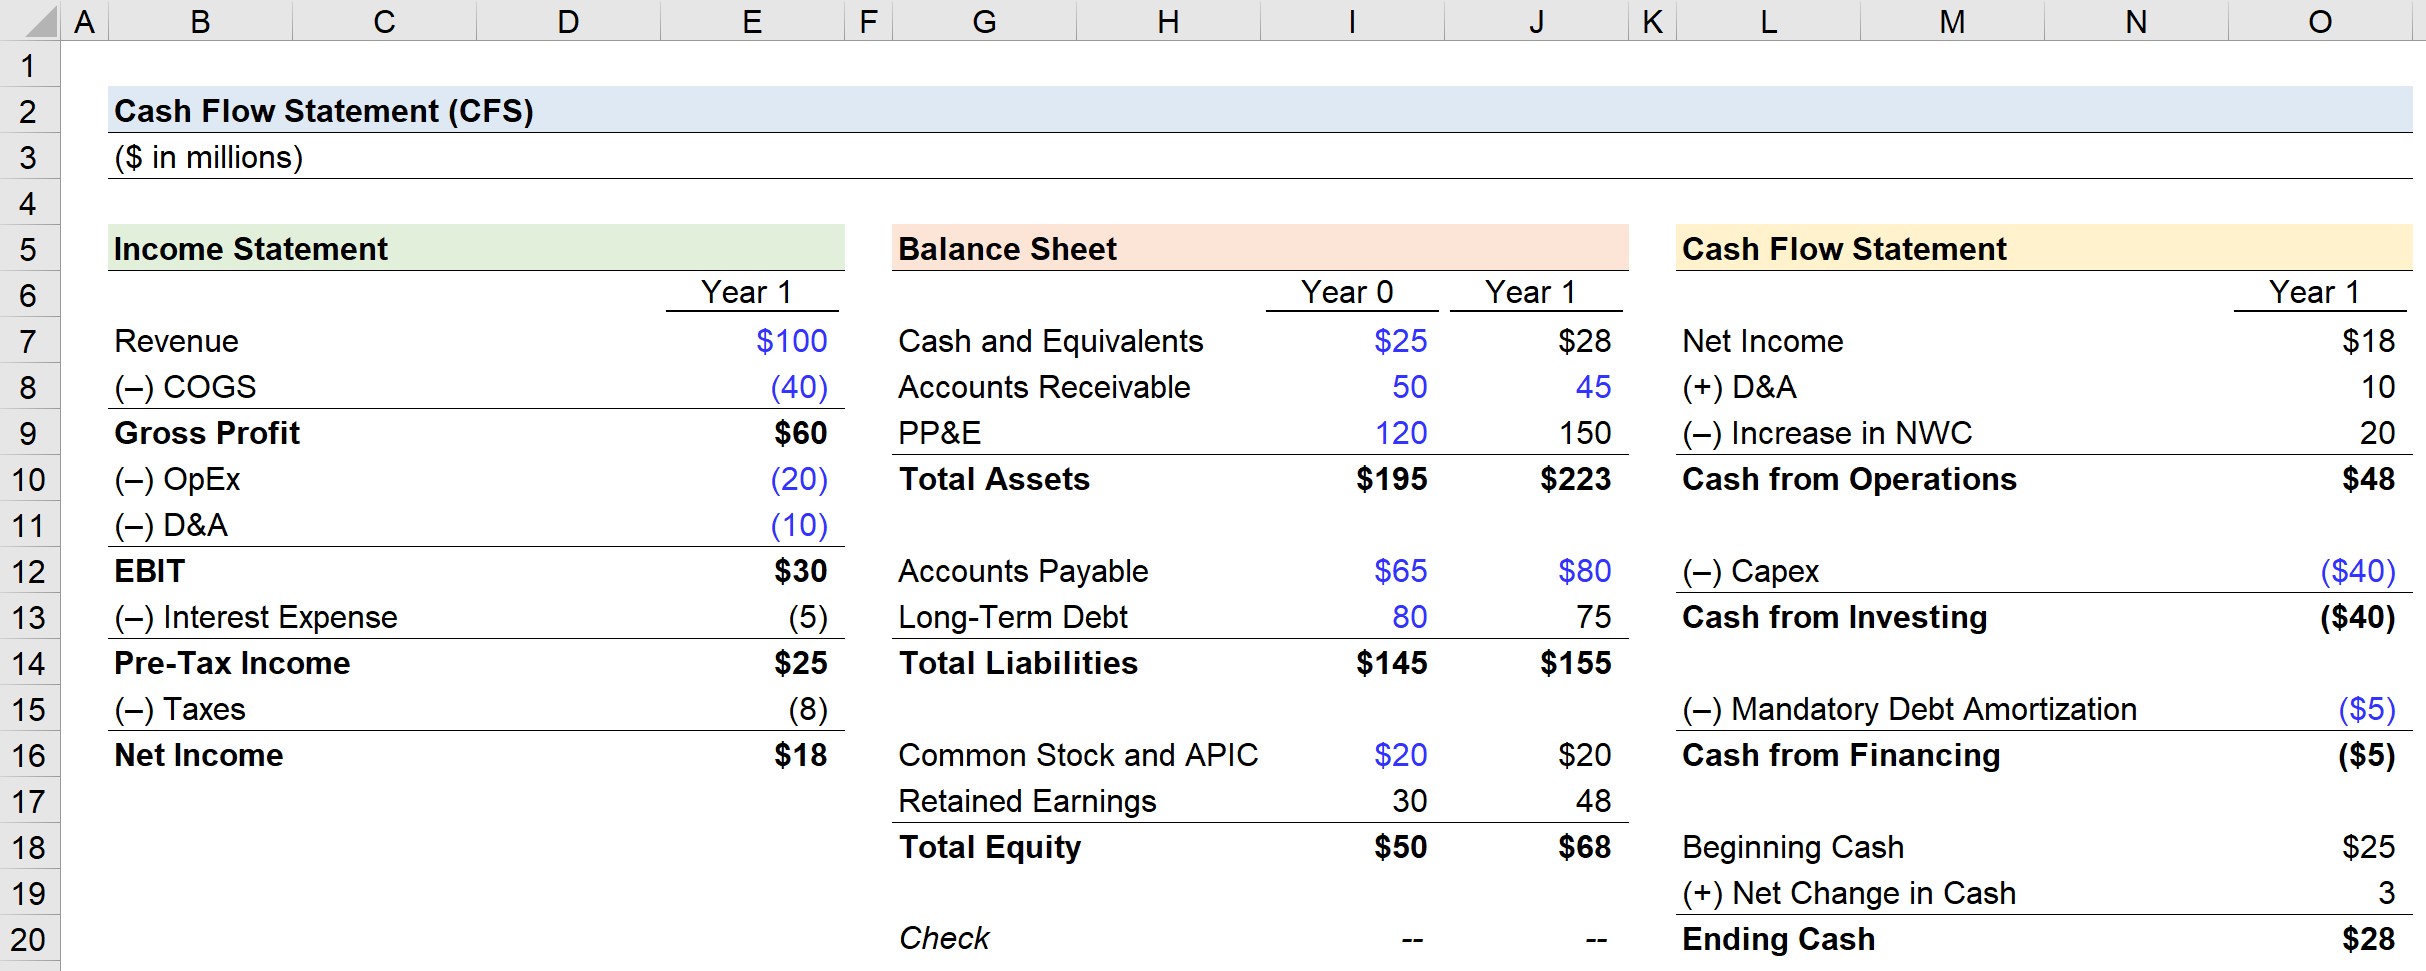 A B C D E F G H I J K L M N O
1
2 Cash Flow Statement (CFS)
3 ($ in millions)
4
5 Income Statement Balance Sheet Cash Flow Statement
6 Year 1 Year 0 Year 1 Year 1
7 Revenue $100 Cash and Equivalents $25 $28 Net Income $18
8 (–) COGS (40) Accounts Receivable 50 45 (+) D&A 10
9 Gross Profit $60 PP&E 120 150 (–) Increase in NWC 20
10 (–) OpEx (20) Total Assets $195 $223 Cash from Operations $48
11 (–) D&A (10)
12 EBIT $30 Accounts Payable $65 $80 (–) Capex ($40)
13 (–) Interest Expense (5) Long-Term Debt 80 75 Cash from Investing ($40)
14 Pre-Tax Income $25 Total Liabilities $145 $155
15 (–) Taxes (8) (–) Mandatory Debt Amortization ($5)
16 Net Income $18 Common Stock and APIC $20 $20 Cash from Financing ($5)
17 Retained Earnings 30 48
18 Total Equity $50 $68 Beginning Cash $25
19 (+) Net Change in Cash 3
20 Check -- -- Ending Cash $28